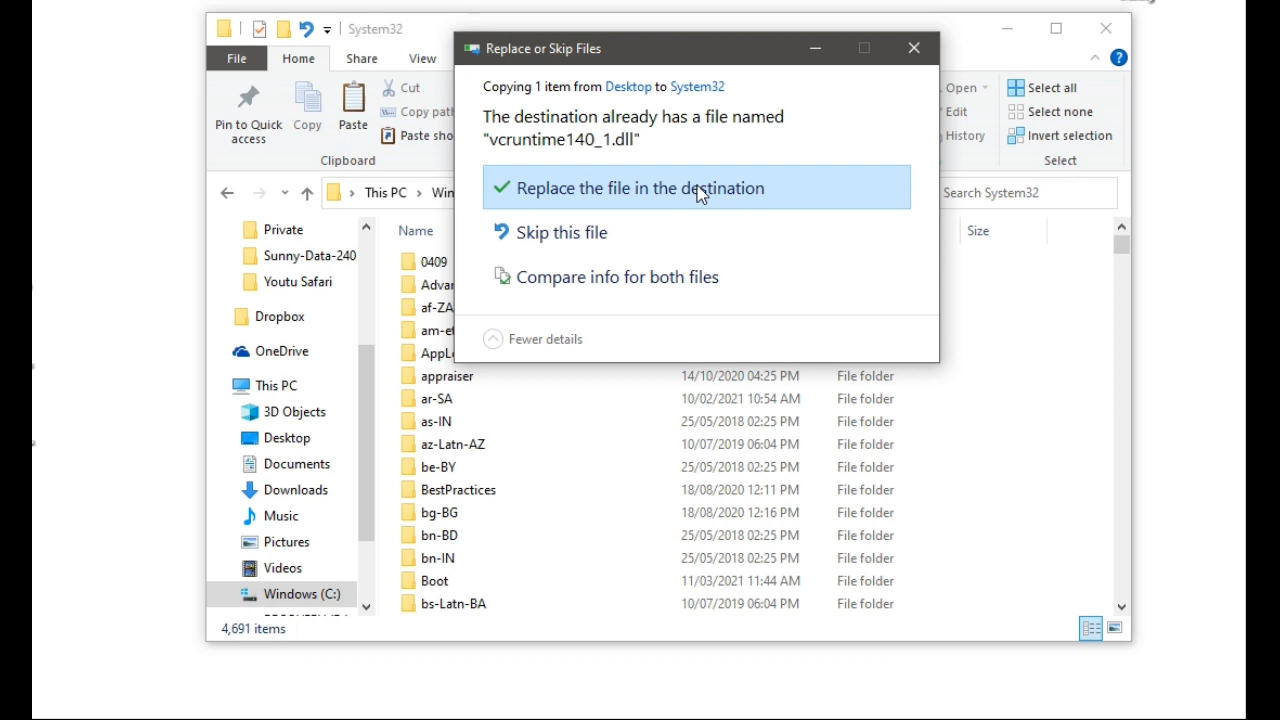 System32
Replace or Skip Files
File
Home
Share
View
Copying 1 item from Desktop to System32
The destination already has a file named
"vcruntime140_1.dll"
Replace the file in the destination
Skip this file
Compare info for both files
Fewer details
Pin to Quick
access
Copy
Paste
Cut
Copy pat
Paste sho
Clipboard
Open
Edit
History
Select all
Select none
Invert selection
Select
This PC
Win
Search System32
Private
Sunny-Data-240
Youtu Safari
Dropbox
OneDrive
This PC
3D Objects
Desktop
Documents
Downloads
Music
Pictures
Videos
Windows (C:)
Name
Size
0409
Advar
af-ZA
am-et
AppLo
appraiser 14/10/2020 04:25 PM File folder
ar-SA 10/02/2021 10:54 AM File folder
as-IN 25/05/2018 02:25 PM File folder
az-Latn-AZ 10/07/2019 06:04 PM File folder
be-BY 25/05/2018 02:25 PM File folder
BestPractices 18/08/2020 12:11 PM File folder
bg-BG 18/08/2020 12:16 PM File folder
bn-BD 25/05/2018 02:25 PM File folder
bn-IN 25/05/2018 02:25 PM File folder
Boot 11/03/2021 11:44 AM File folder
bs-Latn-BA 10/07/2019 06:04 PM File folder
4,691 items